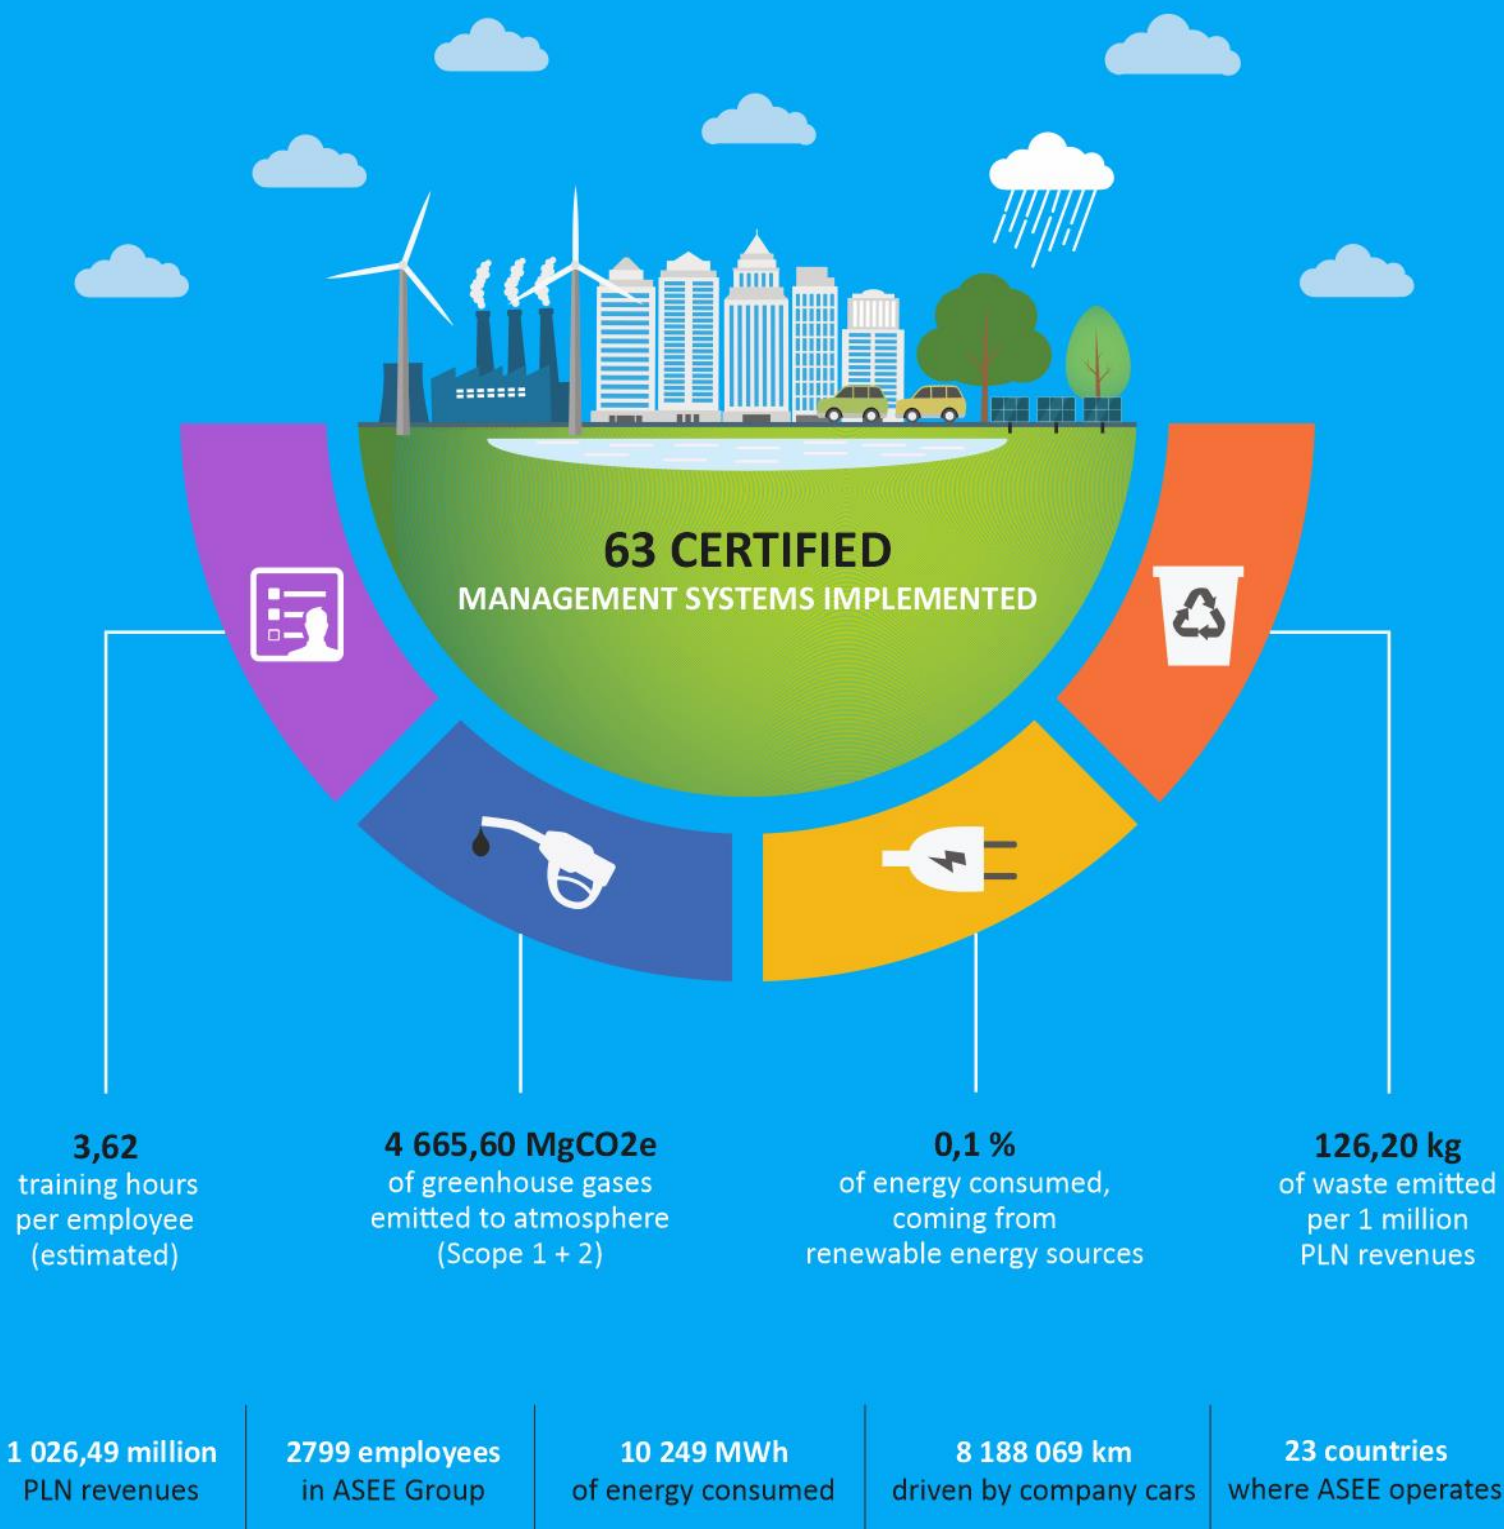 63 CERTIFIED
MANAGEMENT SYSTEMS IMPLEMENTED
3,62
training hours
per employee
(estimated)
4 665,60 MgCO2e
of greenhouse gases
emitted to atmosphere
(Scope 1 + 2)
0,1 %
of energy consumed,
coming from
renewable energy sources
126,20 kg
of waste emitted
per 1 million
PLN revenues
1 026,49 million
PLN revenues
2799 employees
in ASEE Group
10 249 MWh
of energy consumed
8 188 069 km
driven by company cars
23 countries
where ASEE operates